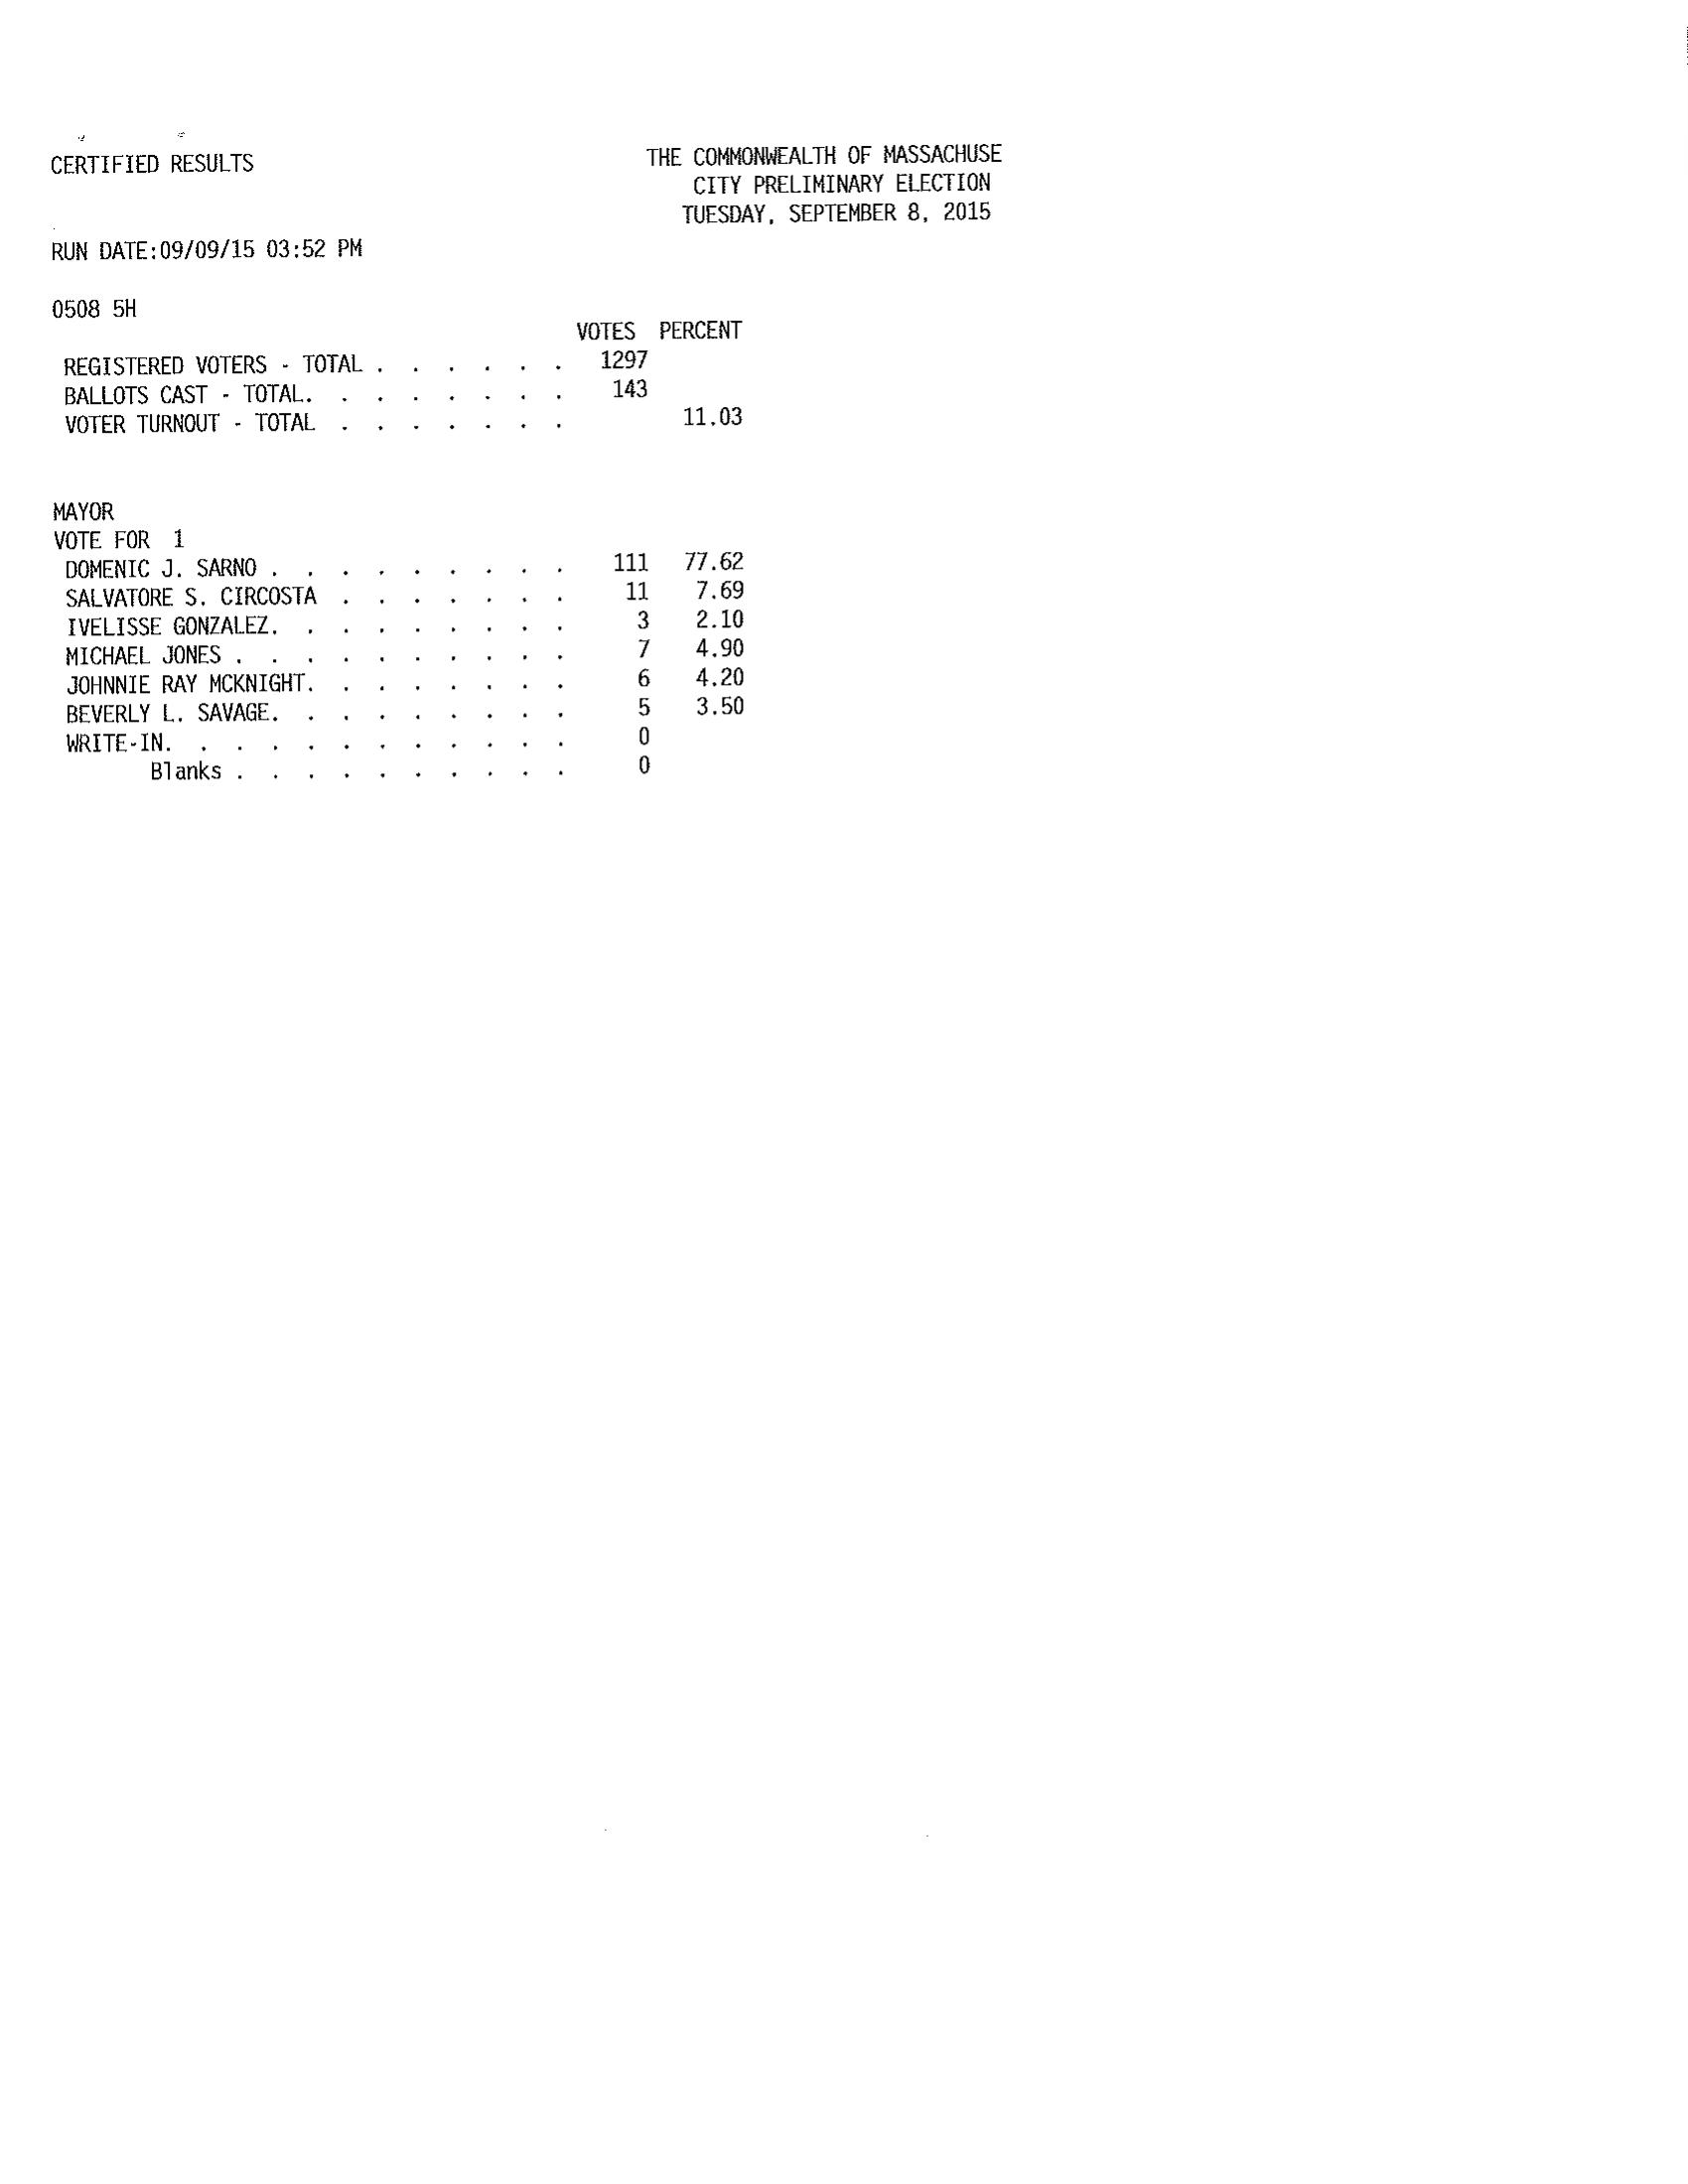 CERTIFIED RESULTS
THE COMMONWEALTH OF MASSACHUSE
CITY PRELIMINARY ELECTION
TUESDAY, SEPTEMBER 8, 2015
RUN DATE:09/09/15 03:52 PM
0508 5H
VOTES PERCENT
REGISTERED VOTERS - TOTAL . . . . . . 1297
BALLOTS CAST - TOTAL. . . . . . . . 143
VOTER TURNOUT - TOTAL . . . . . . . 11.03
MAYOR
VOTE FOR 1
DOMENIC J. SARNO . . . . . . . . . 111 77.62
SALVATORE S. CIRCOSTA . . . . . . . 11 7.69
IVELISSE GONZALEZ. . . . . . . . . 3 2.10
MICHAEL JONES . . . . . . . . . . 7 4.90
JOHNNIE RAY MCKNIGHT. . . . . . . . 6 4.20
BEVERLY L. SAVAGE. . . . . . . . . 5 3.50
WRITE-IN. . . . . . . . . . . . 0
Blanks . . . . . . . . . . 0